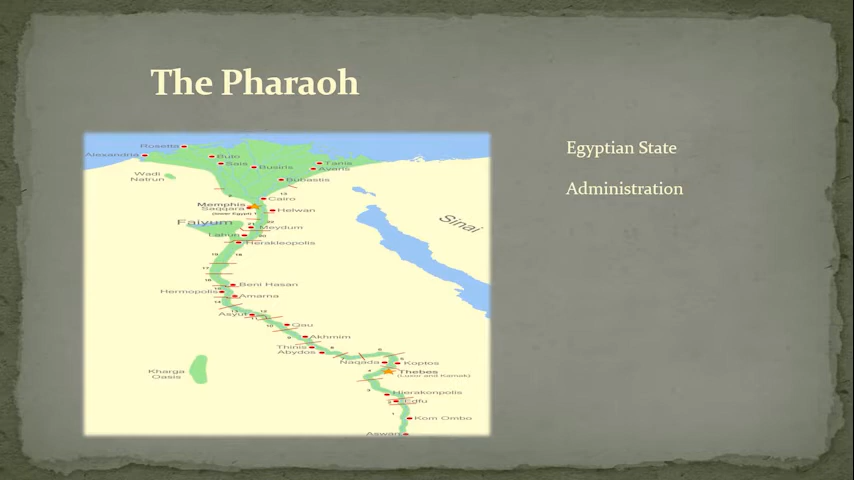 The Pharaoh
Egyptian State
Administration
Rosetta
Alexandria
Buto
Sais
Busiris
Tanis
Avaris
Wadi
Natrun
Bubastis
Cairo
Memphis
Saqqara
(lower Egypt)
Helwan
Faiyum
Meydum
Lahun
Herakleopolis
Sinai
Beni Hasan
Hermopolis
Amarna
Asyut
Qau
Akhmim
Thinis
Abydos
Naqada
Koptos
Kharga
Oasis
Thebes
(Luxor and Karnak)
Hierakonpolis
Edfu
Kom Ombo
Aswan